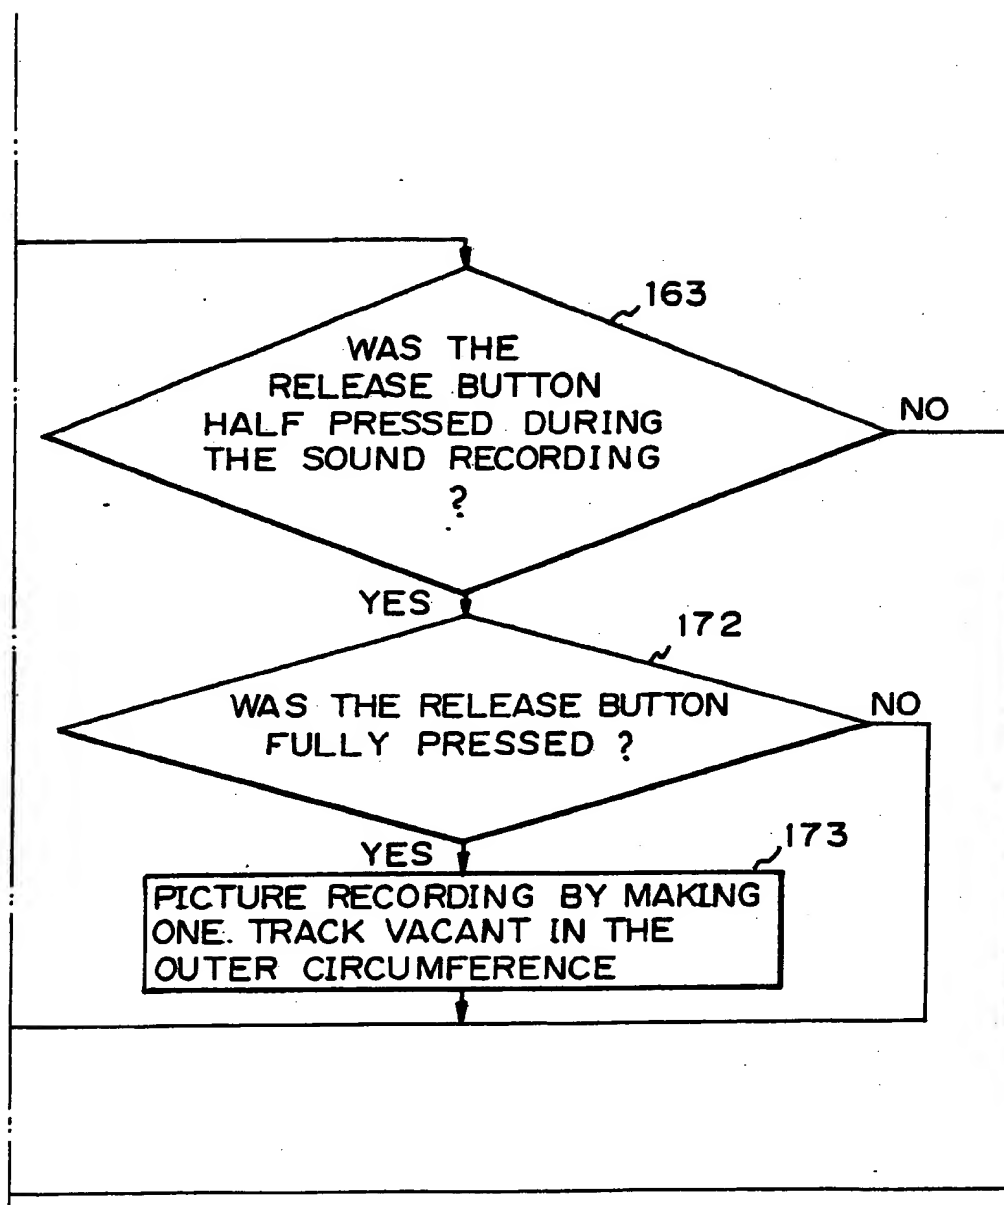 163
WAS THE
RELEASE BUTTON
HALF PRESSED DURING
THE SOUND RECORDING
?
NO
YES
172
WAS THE RELEASE BUTTON
FULLY PRESSED ?
NO
YES
173
PICTURE RECORDING BY MAKING
ONE. TRACK VACANT IN THE
OUTER CIRCUMFERENCE